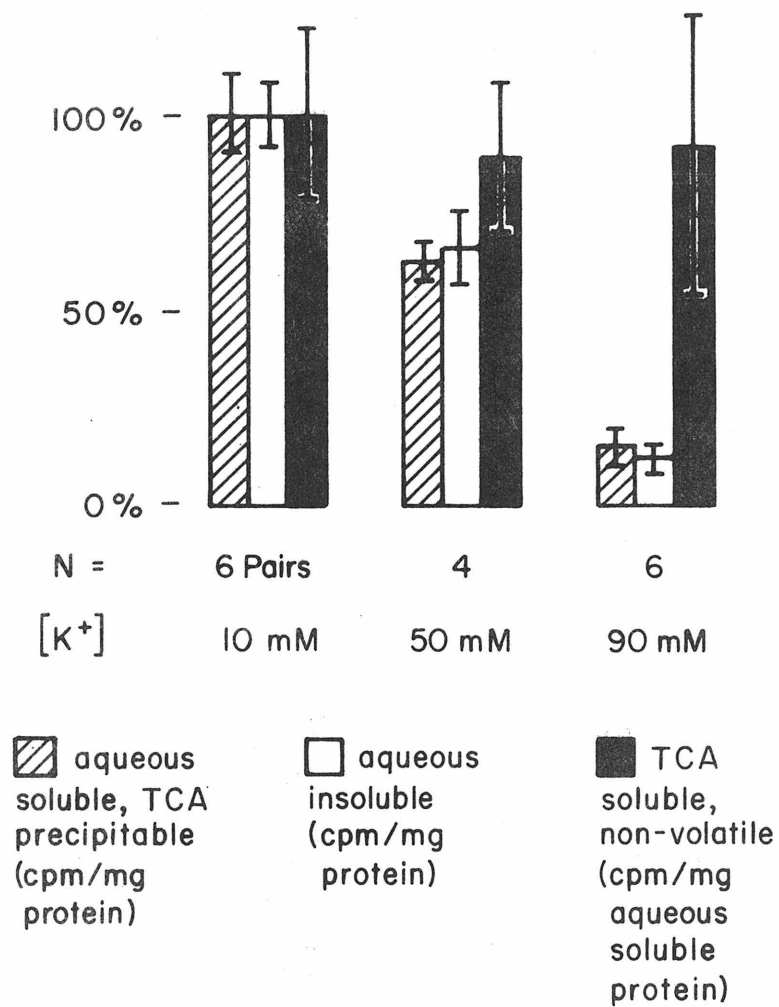 100%
50%
0%
N = 6 Pairs 4 6
[K+] 10 mM 50 mM 90 mM
aqueous
soluble, TCA
precipitable
(cpm/mg
protein)
aqueous
insoluble
(cpm/mg
protein)
TCA
soluble,
non-volatile
(cpm/mg
aqueous
soluble
protein)